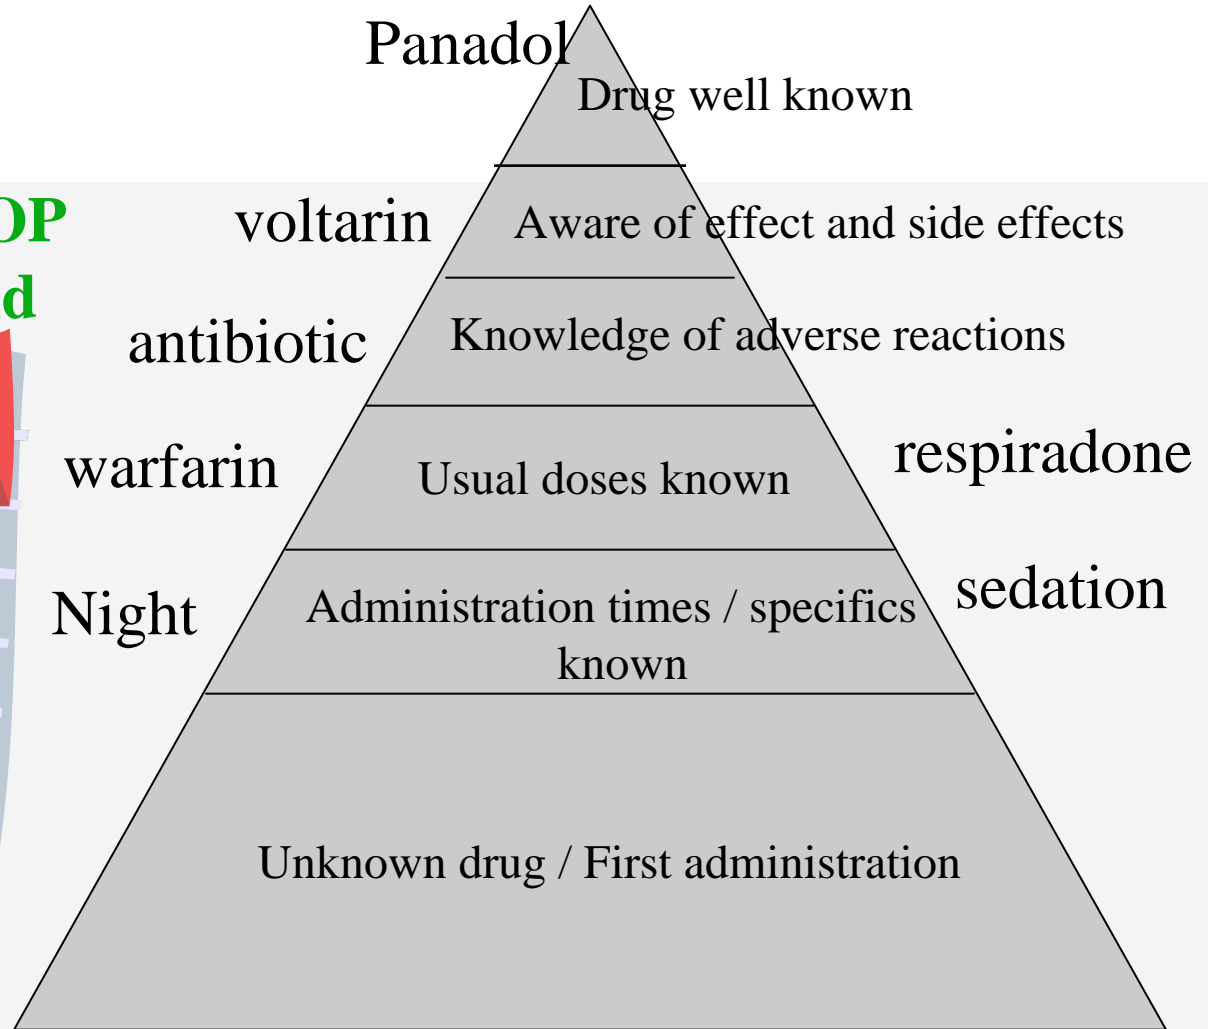 Panadol
Drug well known
OP
voltarin
Aware of effect and side effects
d
antibiotic
Knowledge of adverse reactions
warfarin
Usual doses known
respiradone
Night
Administration times / specifics
known
sedation
Unknown drug / First administration